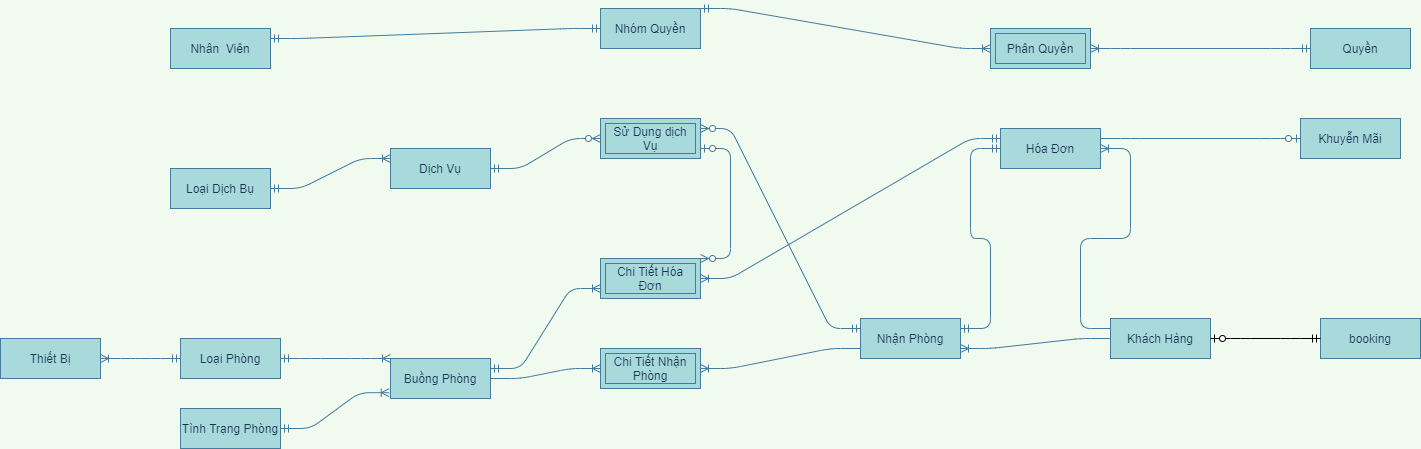 Nhân Viên
Nhóm Quyền
Phân Quyền
Quyền
Loại Dịch Bụ
Dịch Vụ
Sử Dụng dịch
Vụ
Hóa Đơn
Khuyễn Mãi
Chi Tiết Hóa
Đơn
Thiết Bị
Loại Phòng
Buồng Phòng
Chi Tiết Nhận
Phòng
Nhận Phòng
Khách Hàng
booking
Tình Trạng Phòng